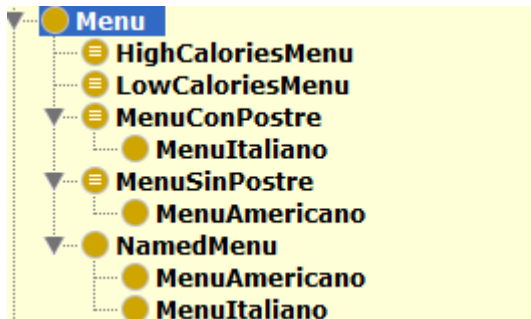 Menu
HighCaloriesMenu
LowCaloriesMenu
MenuConPostre
MenuItaliano
MenuSinPostre
MenuAmericano
NamedMenu
MenuAmericano
MenuItaliano